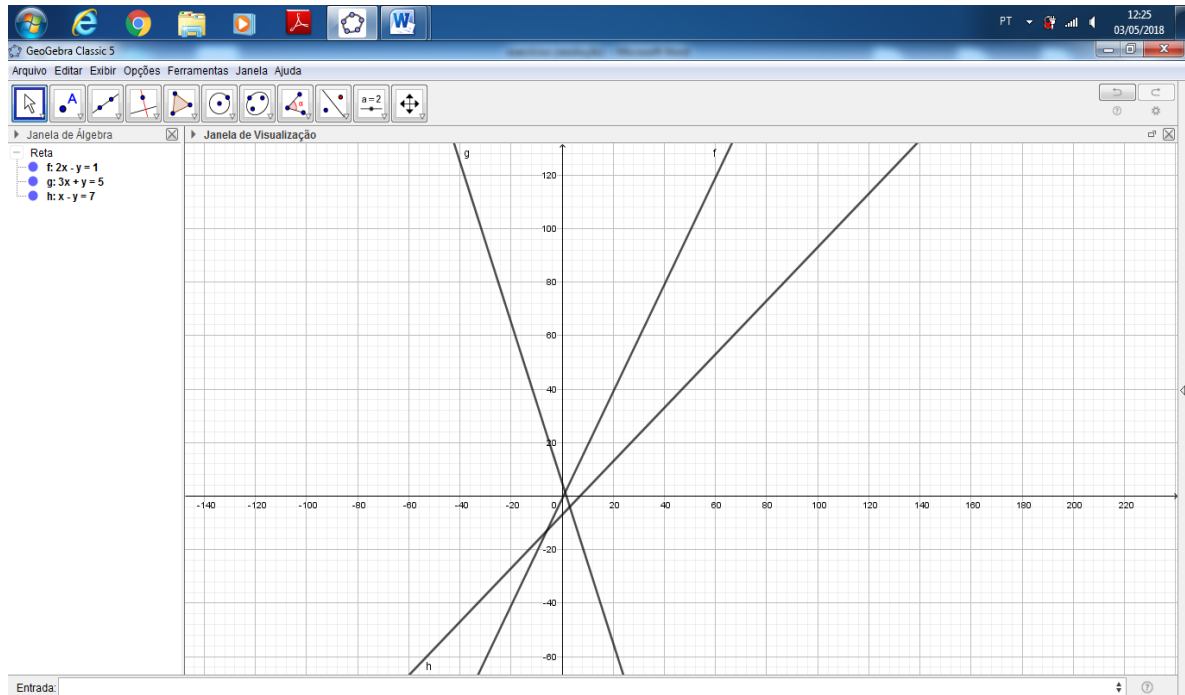 PT
12:25
03/05/2018
GeoGebra Classic 5
Arquivo Editar Exibir Opções Ferramentas Janela Ajuda
A
α
a=2
Janela de Álgebra
Janela de Visualização
Reta
f: 2x - y = 1
g: 3x + y = 5
h: x - y = 7
g
f
120
100
80
60
40
20
-140 -120 -100 -80 -60 -40 -20 0 20 40 60 80 100 120 140 160 180 200 220
-20
-40
-60
h
Entrada: